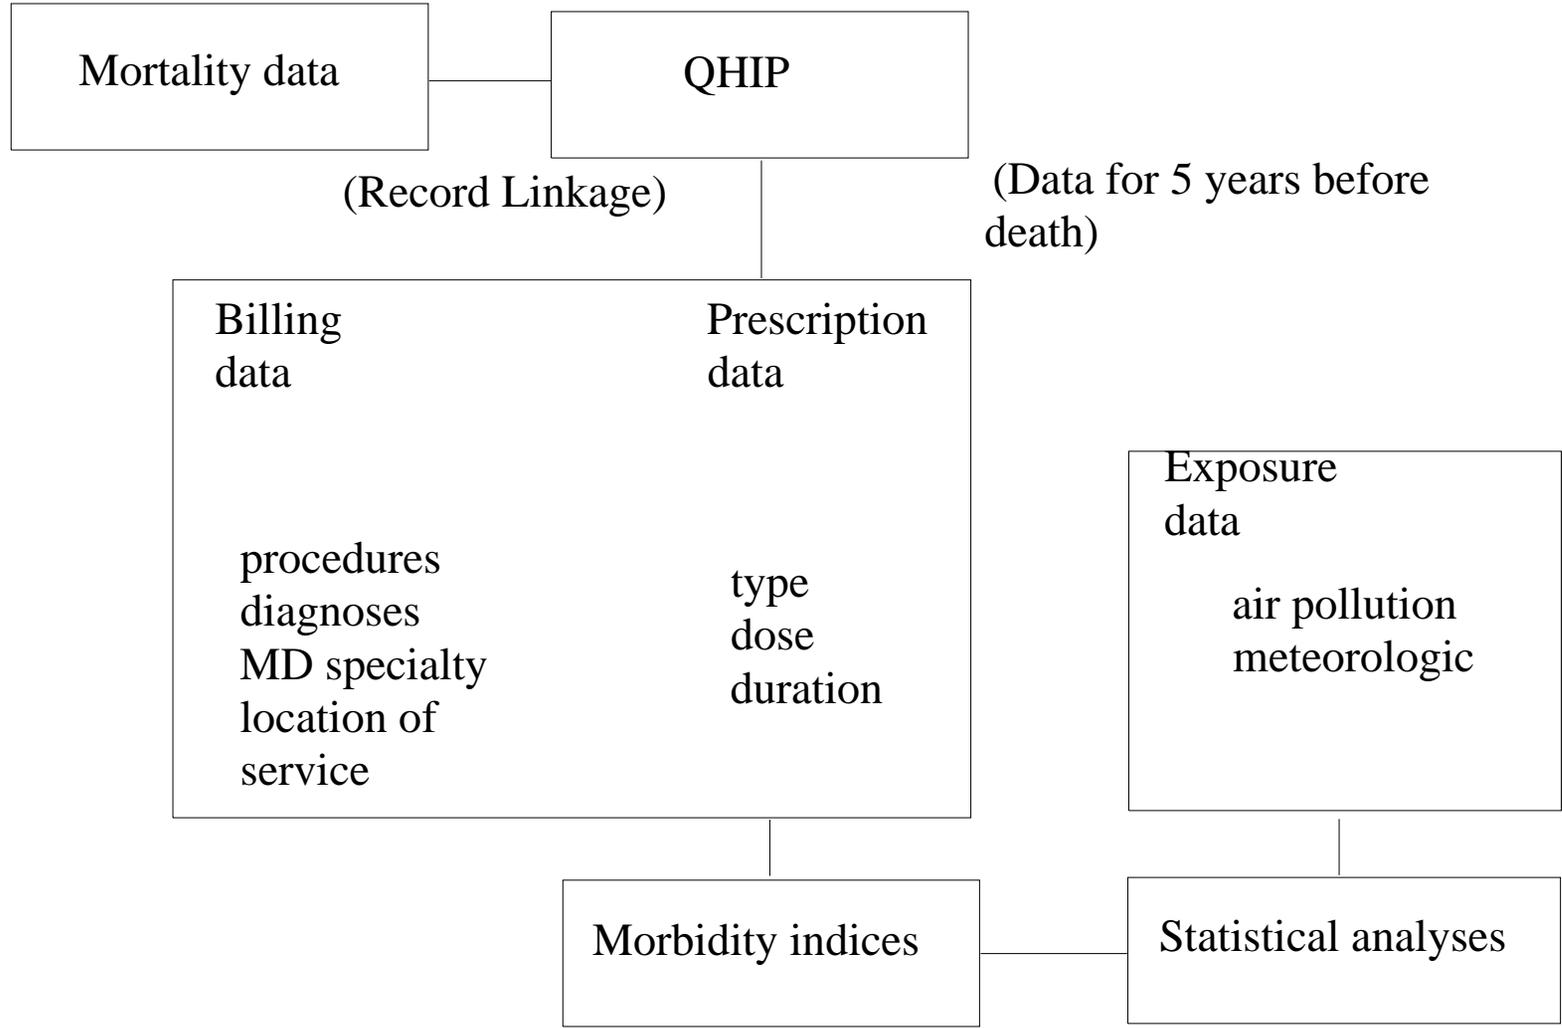 Mortality data
QHIP
(Record Linkage)
(Data for 5 years before
death)
Billing
data
Prescription
data
procedures
diagnoses
MD specialty
location of
service
type
dose
duration
Exposure
data
air pollution
meteorologic
Morbidity indices
Statistical analyses